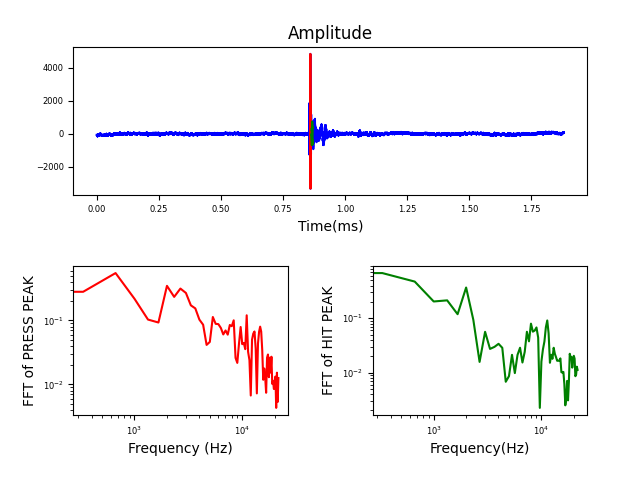 Amplitude
4000
2000
0
−2000
0.00 0.25 0.50 0.75 1.00 1.25 1.50 1.75
Time(ms)
FFT of PRESS PEAK
10⁻¹
10⁻²
10³ 10⁴
Frequency (Hz)
FFT of HIT PEAK
10⁻¹
10⁻²
10³ 10⁴
Frequency(Hz)